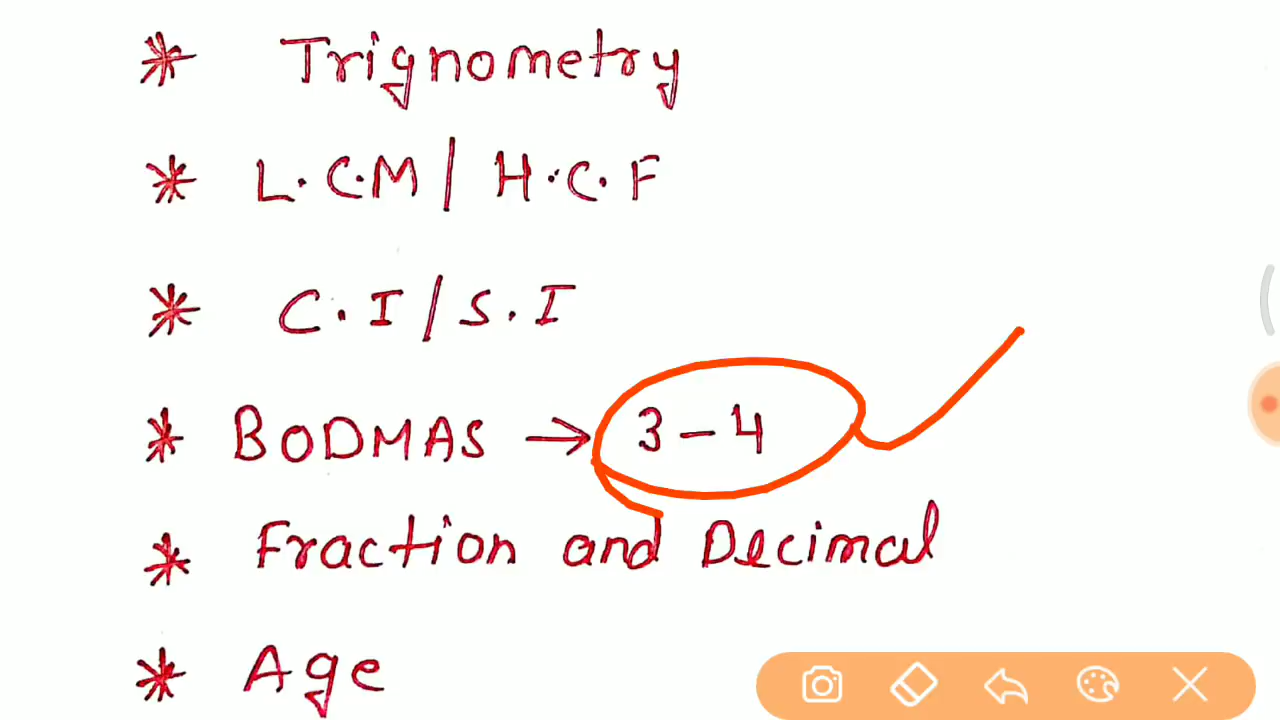 * Trignometry
* L.C.M / H.C.F
* C.I / S.I
* BODMAS → 3-4
* Fraction and Decimal
* Age